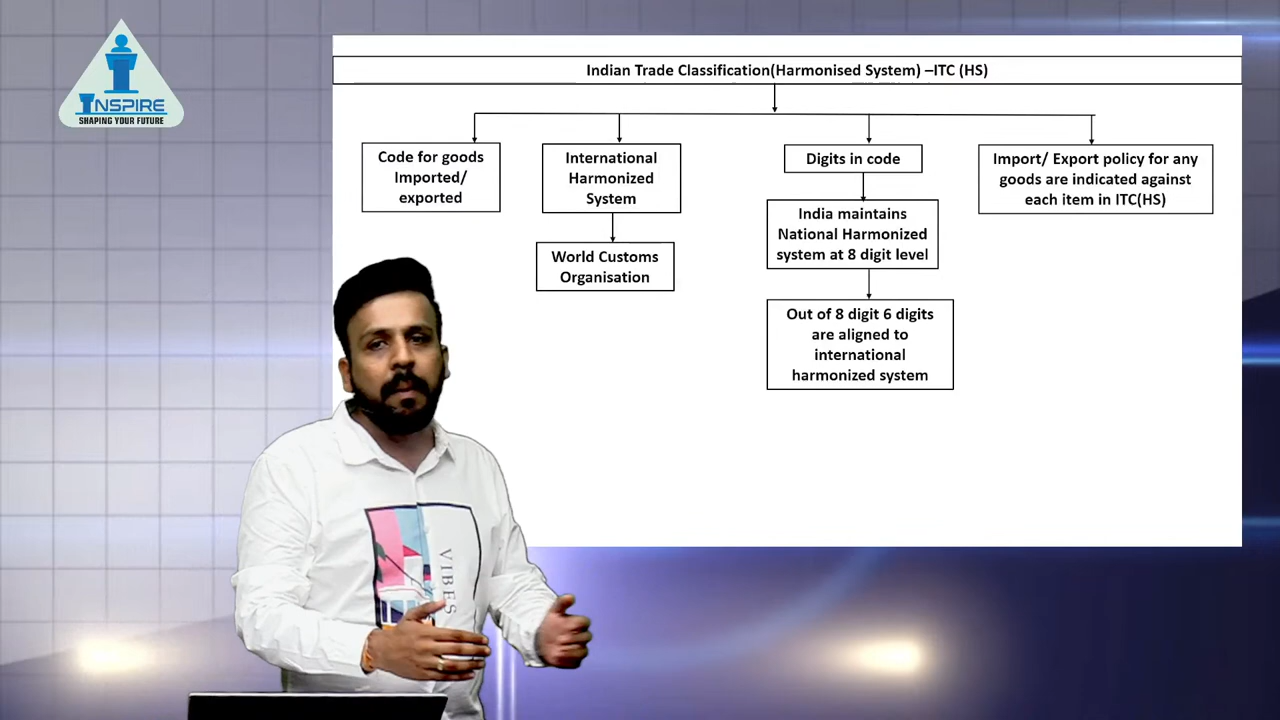 INSPIRE
SHAPING YOUR FUTURE
Indian Trade Classification(Harmonised System) –ITC (HS)
Code for goods
Imported/
exported
International
Harmonized
System
World Customs
Organisation
Digits in code
India maintains
National Harmonized
system at 8 digit level
Out of 8 digit 6 digits
are aligned to
international
harmonized system
Import/ Export policy for any
goods are indicated against
each item in ITC(HS)
VIBES